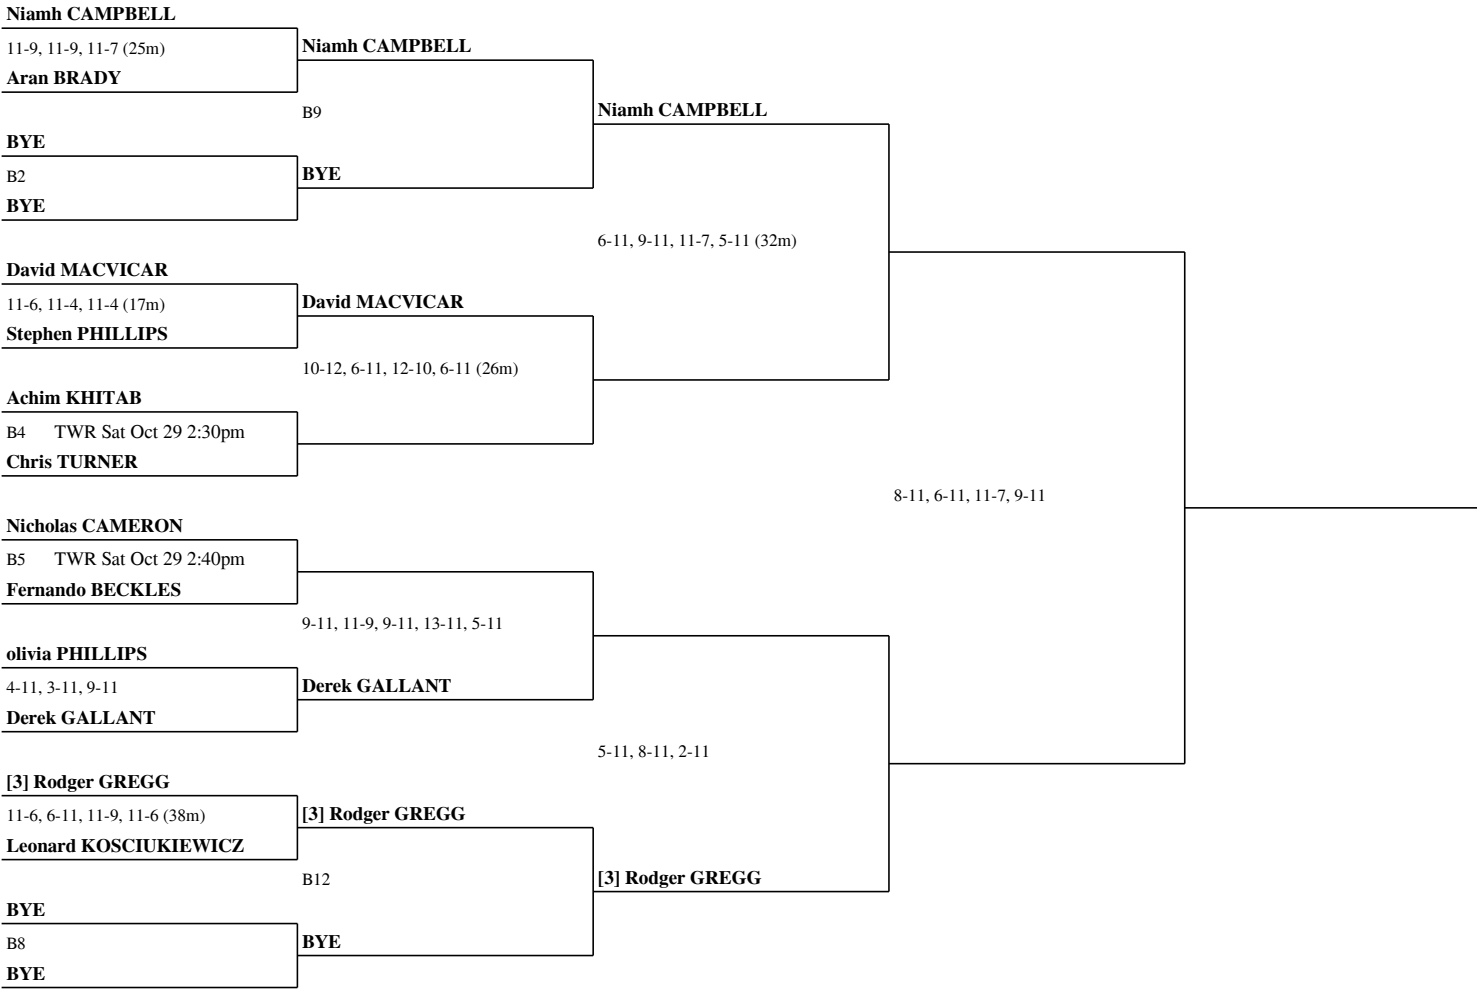 Niamh CAMPBELL
11-9, 11-9, 11-7 (25m)
Aran BRADY
BYE
B2
BYE
David MACVICAR
11-6, 11-4, 11-4 (17m)
Stephen PHILLIPS
Achim KHITAB
B4 TWR Sat Oct 29 2:30pm
Chris TURNER
Nicholas CAMERON
B5 TWR Sat Oct 29 2:40pm
Fernando BECKLES
olivia PHILLIPS
4-11, 3-11, 9-11
Derek GALLANT
[3] Rodger GREGG
11-6, 6-11, 11-9, 11-6 (38m)
Leonard KOSCIUKIEWICZ
BYE
B8
BYE
Niamh CAMPBELL
B9
BYE
David MACVICAR
10-12, 6-11, 12-10, 6-11 (26m)
9-11, 11-9, 9-11, 13-11, 5-11
Derek GALLANT
[3] Rodger GREGG
B12
BYE
Niamh CAMPBELL
6-11, 9-11, 11-7, 5-11 (32m)
5-11, 8-11, 2-11
[3] Rodger GREGG
8-11, 6-11, 11-7, 9-11